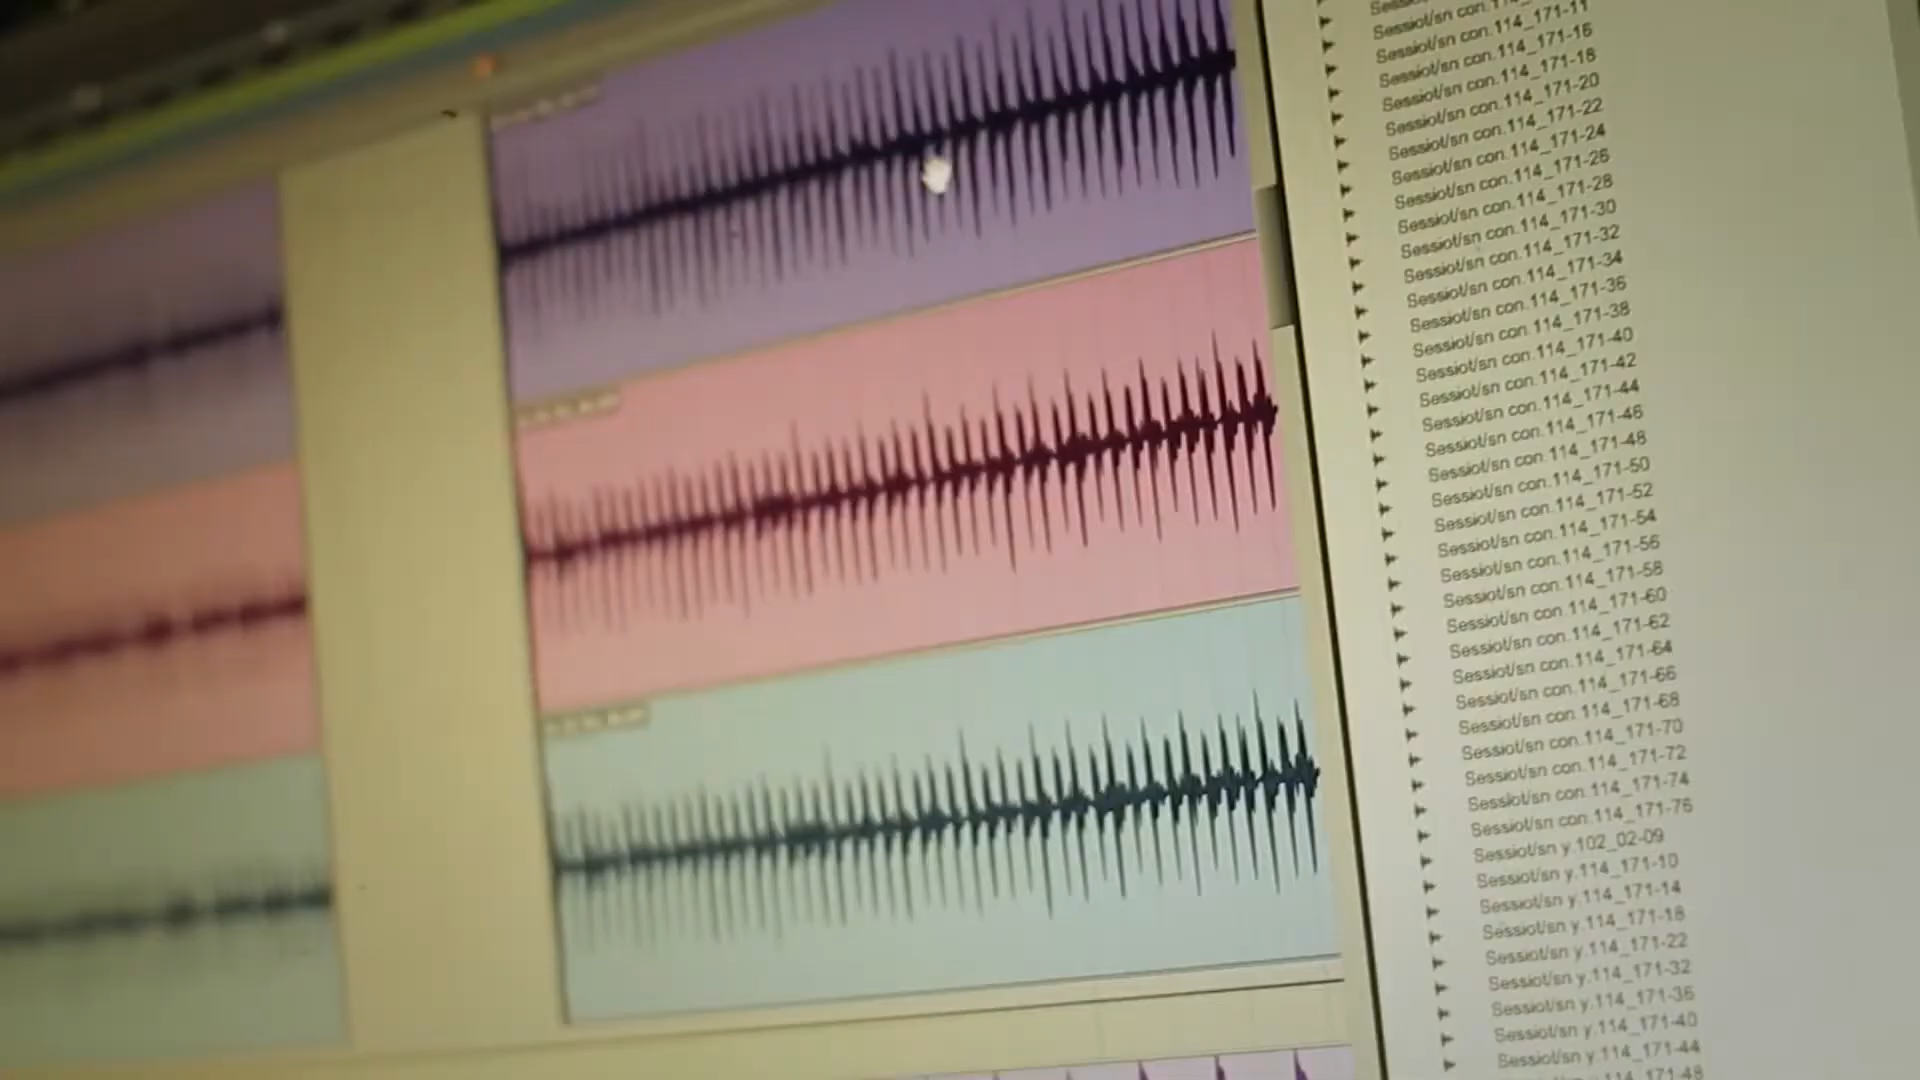 Sessiot/sn con.114_171-11
Sessiot/sn con.114_171-16
Sessiot/sn con.114_171-18
Sessiot/sn con.114_171-20
Sessiot/sn con.114_171-22
Sessiot/sn con.114_171-24
Sessiot/sn con.114_171-26
Sessiot/sn con.114_171-28
Sessiot/sn con.114_171-30
Sessiot/sn con.114_171-32
Sessiot/sn con.114_171-34
Sessiot/sn con.114_171-36
Sessiot/sn con.114_171-38
Sessiot/sn con.114_171-40
Sessiot/sn con.114_171-42
Sessiot/sn con.114_171-44
Sessiot/sn con.114_171-46
Sessiot/sn con.114_171-48
Sessiot/sn con.114_171-50
Sessiot/sn con.114_171-52
Sessiot/sn con.114_171-54
Sessiot/sn con.114_171-56
Sessiot/sn con.114_171-58
Sessiot/sn con.114_171-60
Sessiot/sn con.114_171-62
Sessiot/sn con.114_171-64
Sessiot/sn con.114_171-66
Sessiot/sn con.114_171-68
Sessiot/sn con.114_171-70
Sessiot/sn con.114_171-72
Sessiot/sn con.114_171-74
Sessiot/sn con.114_171-76
Sessiot/sn y.102_02-09
Sessiot/sn y.114_171-10
Sessiot/sn y.114_171-14
Sessiot/sn y.114_171-18
Sessiot/sn y.114_171-22
Sessiot/sn y.114_171-32
Sessiot/sn y.114_171-36
Sessiot/sn y.114_171-40
Sessiot/sn y.114_171-44
114_171-48